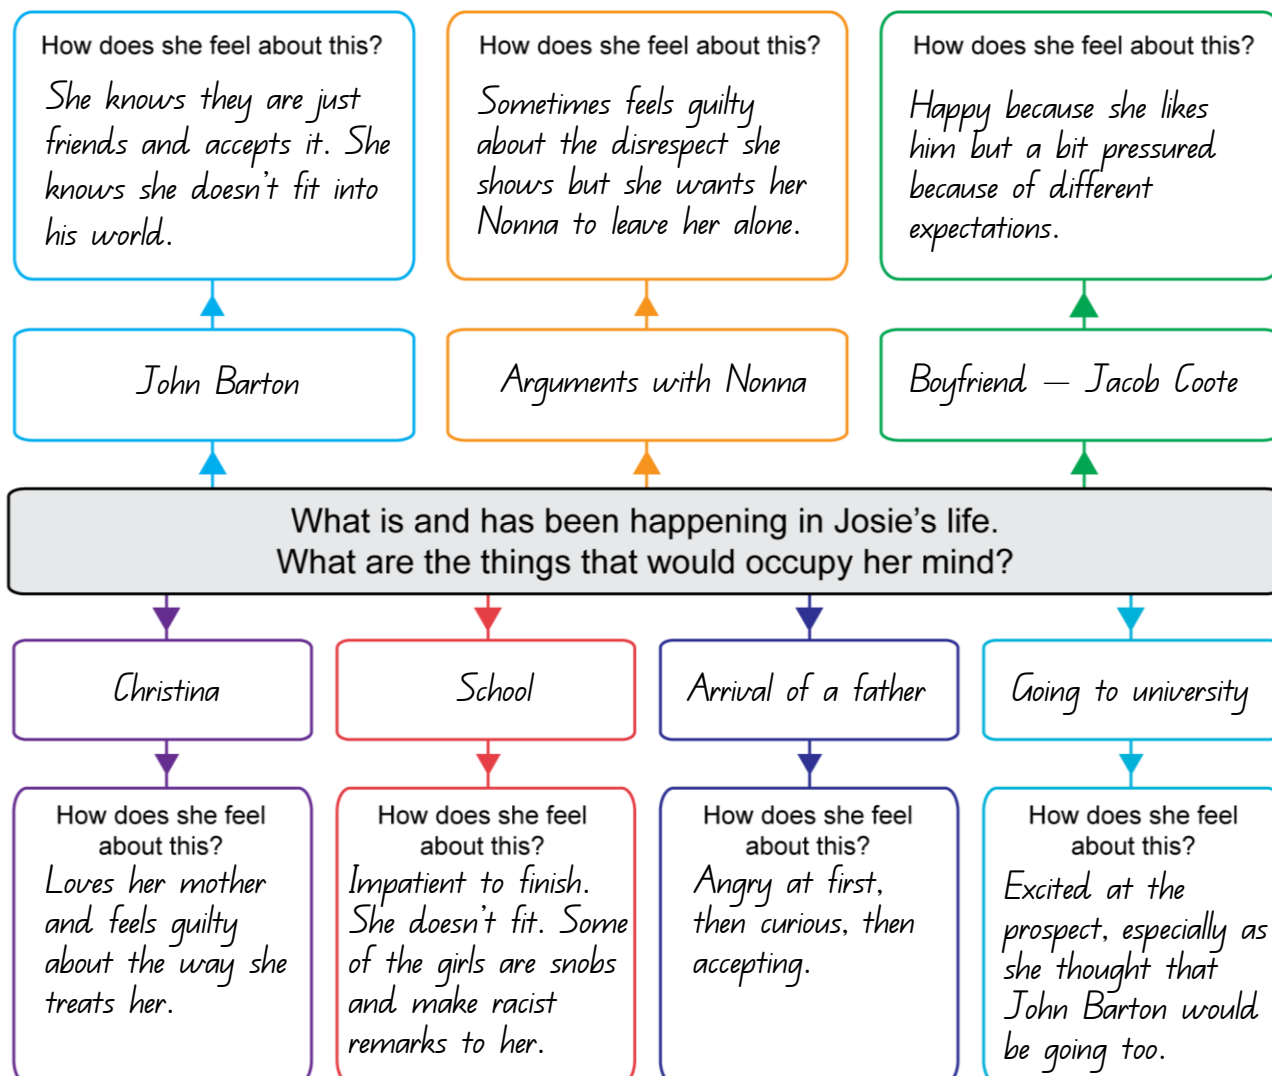 How does she feel about this?
She knows they are just
friends and accepts it. She
knows she doesn't fit into
his world.
How does she feel about this?
Sometimes feels guilty
about the disrespect she
shows but she wants her
Nonna to leave her alone.
How does she feel about this?
Happy because she likes
him but a bit pressured
because of different
expectations.
John Barton
Arguments with Nonna
Boyfriend — Jacob Coote
What is and has been happening in Josie's life.
What are the things that would occupy her mind?
Christina
School
Arrival of a father
Going to university
How does she feel
about this?
Loves her mother
and feels guilty
about the way she
treats her.
How does she feel
about this?
Impatient to finish.
She doesn't fit. Some
of the girls are snobs
and make racist
remarks to her.
How does she feel
about this?
Angry at first,
then curious, then
accepting.
How does she feel
about this?
Excited at the
prospect, especially as
she thought that
John Barton would
be going too.